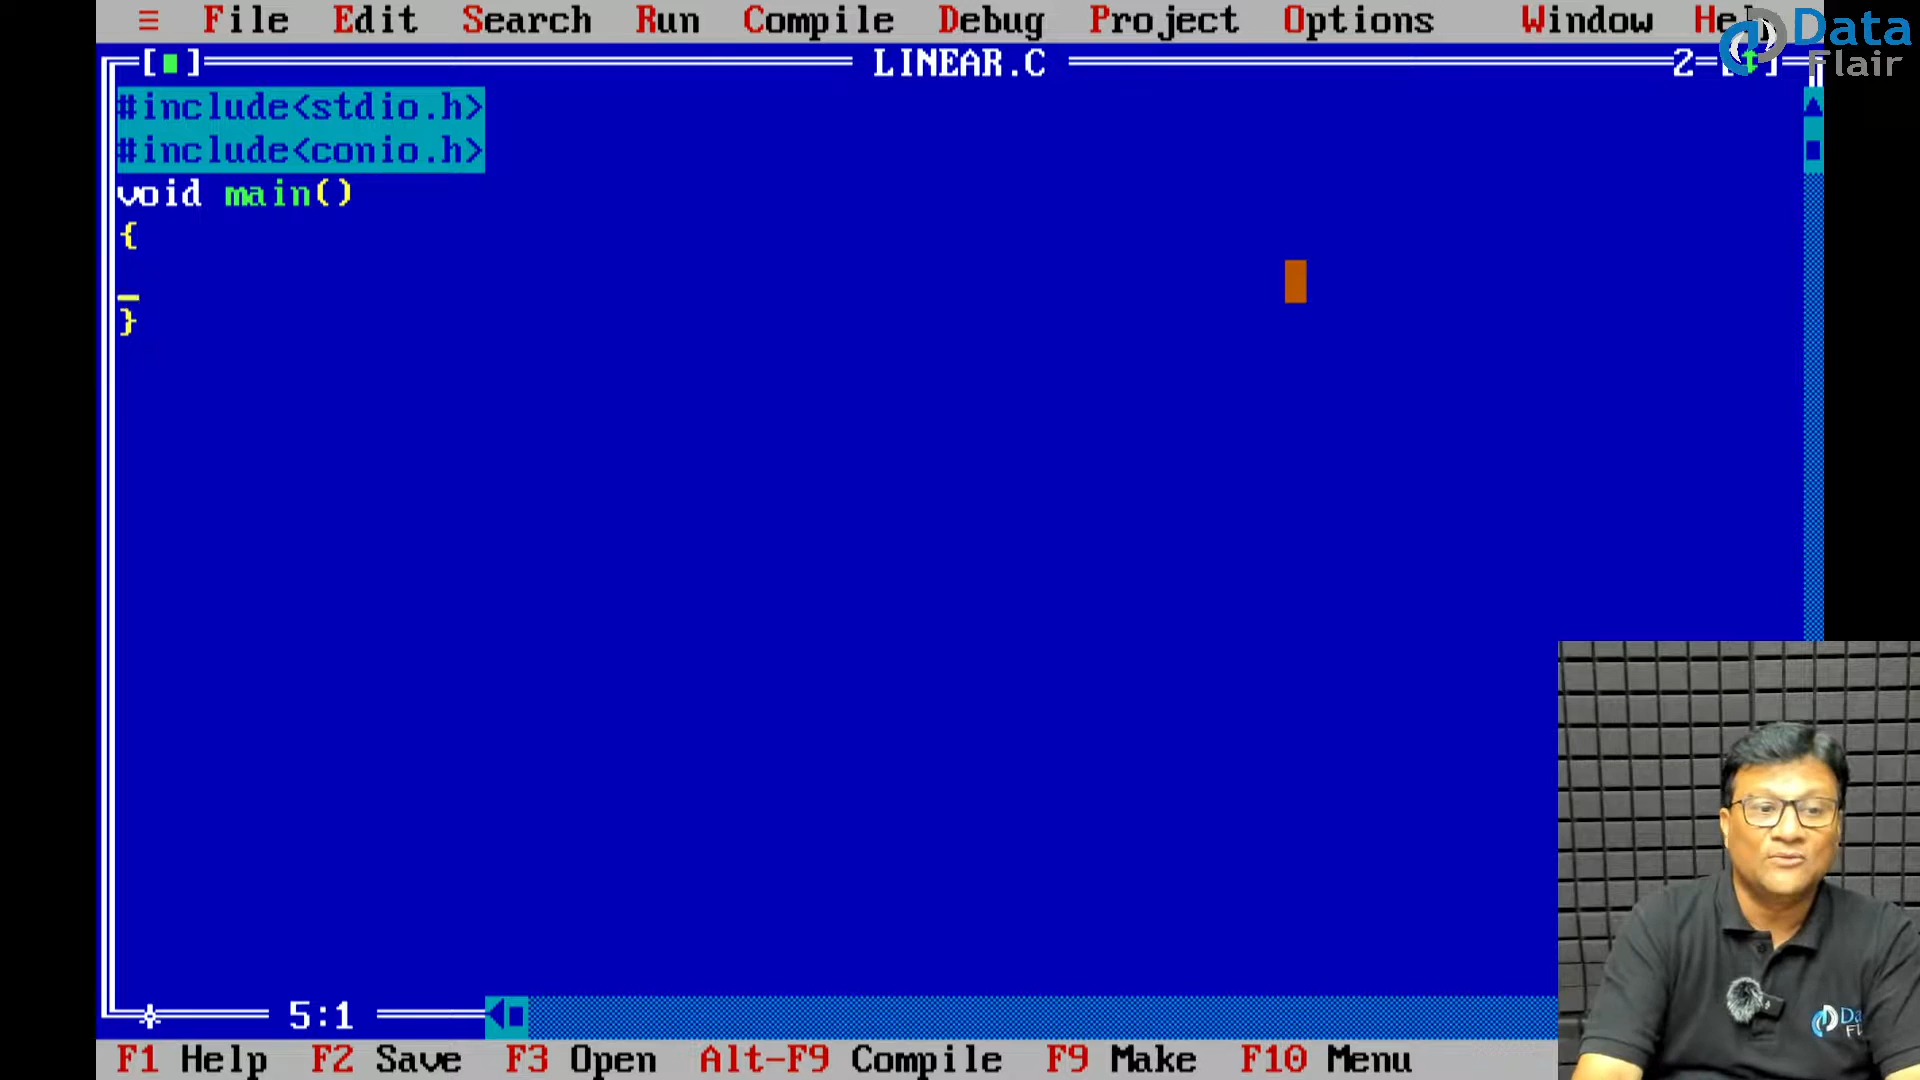 ≡ File Edit Search Run Compile Debug Project Options Window Help
Data
Flair
[■] LINEAR.C 2=[↕]
#include<stdio.h>
#include<conio.h>
void main()
{
}
5:1
F1 Help F2 Save F3 Open Alt-F9 Compile F9 Make F10 Menu